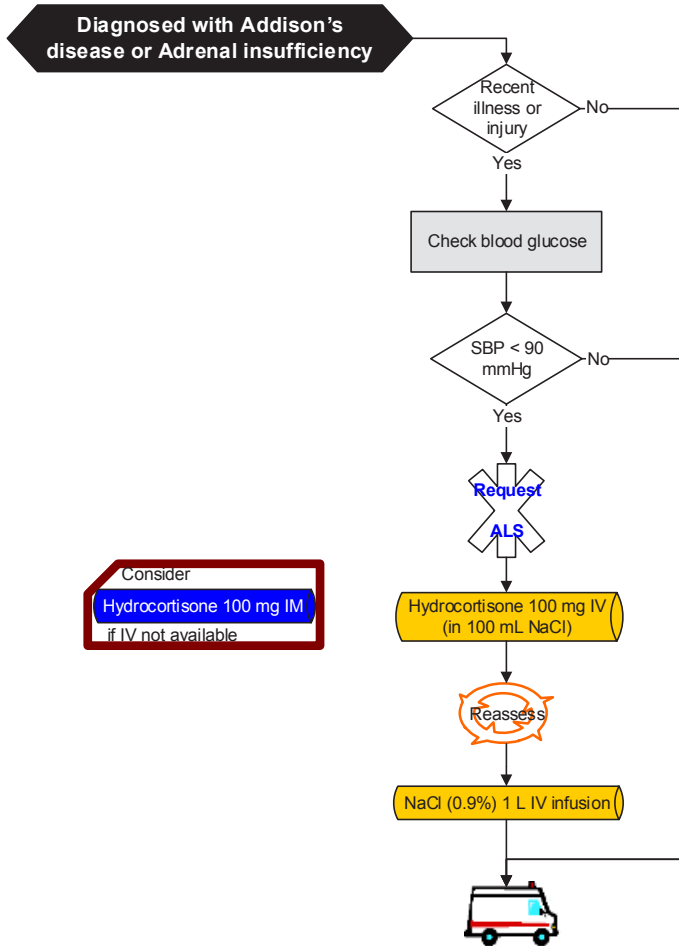 Diagnosed with Addison's
disease or Adrenal insufficiency
Recent
illness or
injury
No
Yes
Check blood glucose
SBP < 90
mmHg
No
Yes
Request
ALS
Consider
Hydrocortisone 100 mg IM
if IV not available
Hydrocortisone 100 mg IV
(in 100 mL NaCl)
Reassess
NaCl (0.9%) 1 L IV infusion